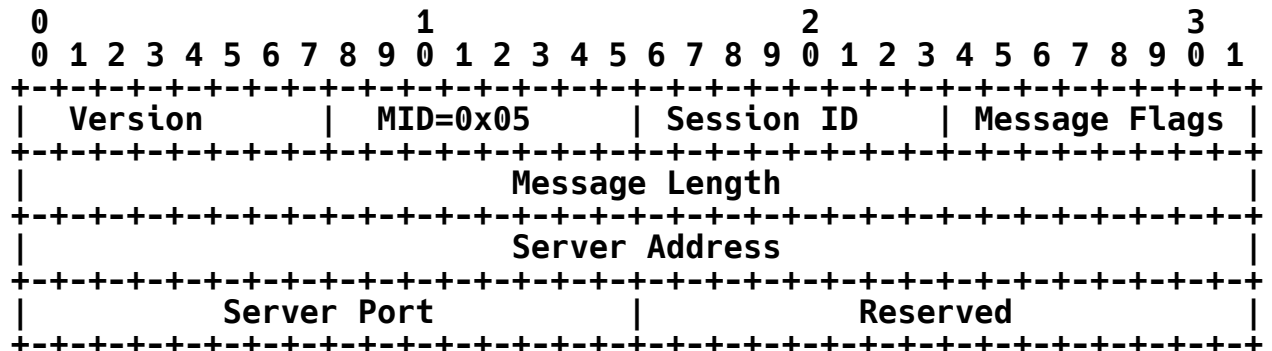 0                   1                   2                   3
 0 1 2 3 4 5 6 7 8 9 0 1 2 3 4 5 6 7 8 9 0 1 2 3 4 5 6 7 8 9 0 1
+-+-+-+-+-+-+-+-+-+-+-+-+-+-+-+-+-+-+-+-+-+-+-+-+-+-+-+-+-+-+-+-+
|  Version      |  MID=0x05     | Session ID    | Message Flags |
+-+-+-+-+-+-+-+-+-+-+-+-+-+-+-+-+-+-+-+-+-+-+-+-+-+-+-+-+-+-+-+-+
|                         Message Length                        |
+-+-+-+-+-+-+-+-+-+-+-+-+-+-+-+-+-+-+-+-+-+-+-+-+-+-+-+-+-+-+-+-+
|                         Server Address                        |
+-+-+-+-+-+-+-+-+-+-+-+-+-+-+-+-+-+-+-+-+-+-+-+-+-+-+-+-+-+-+-+-+
|          Server Port          |           Reserved            |
+-+-+-+-+-+-+-+-+-+-+-+-+-+-+-+-+-+-+-+-+-+-+-+-+-+-+-+-+-+-+-+-+